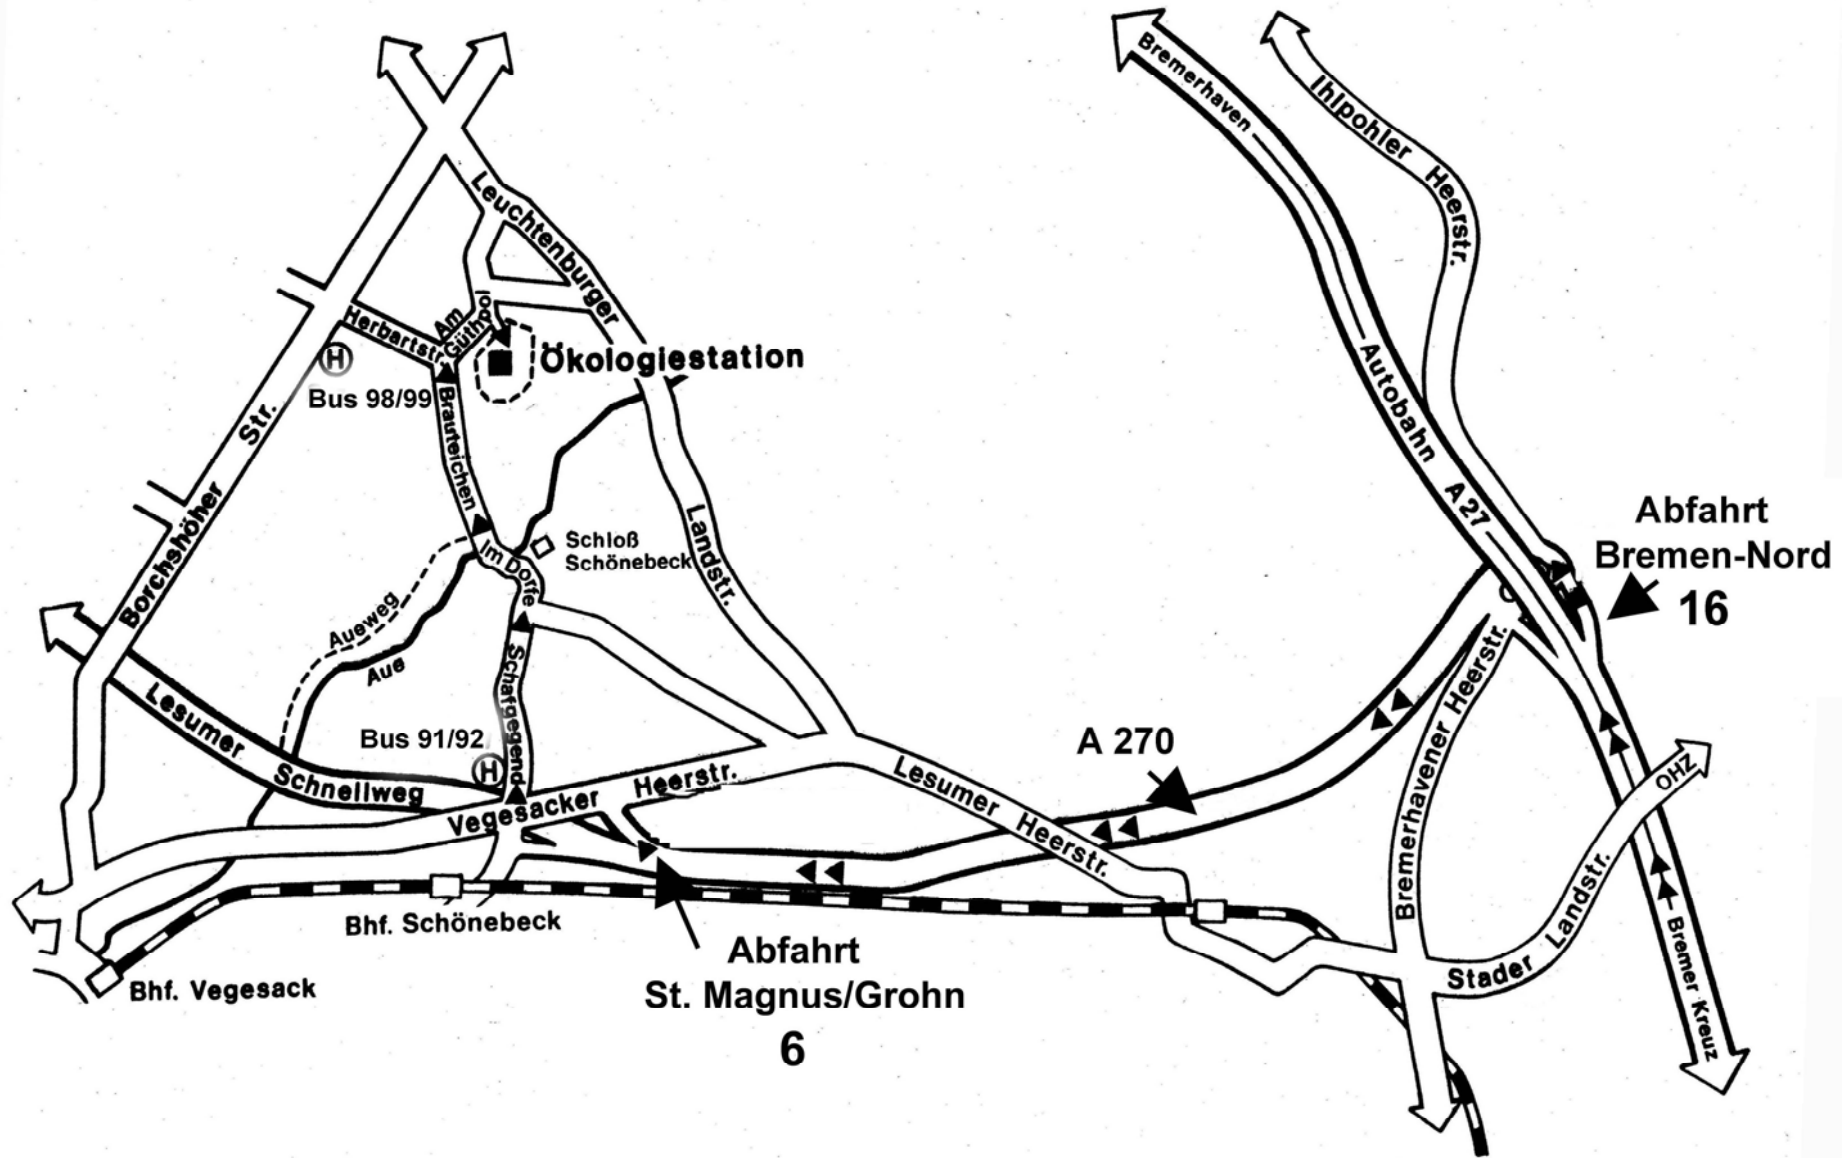 Bremerhaven
Ihlpohler Heerstr.
Leuchtenburger
Am
Güthpol
Herbartstr.
H
Bus 98/99
Ökologiestation
Autobahn A27
Str.
Borchshöher
Brauteichen
Schloß
Schönebeck
Landstr.
Im Dorfe
Abfahrt
Bremen-Nord
16
Aueweg
Aue
Schafgegend
Lesumer
Schnellweg
Bus 91/92
H
Vegesacker
Heerstr.
Lesumer Heerstr.
A 270
Bremerhavener Heerstr.
OHZ
Stader
Landstr.
Bremer Kreuz
Bhf. Schönebeck
Bhf. Vegesack
Abfahrt
St. Magnus/Grohn
6